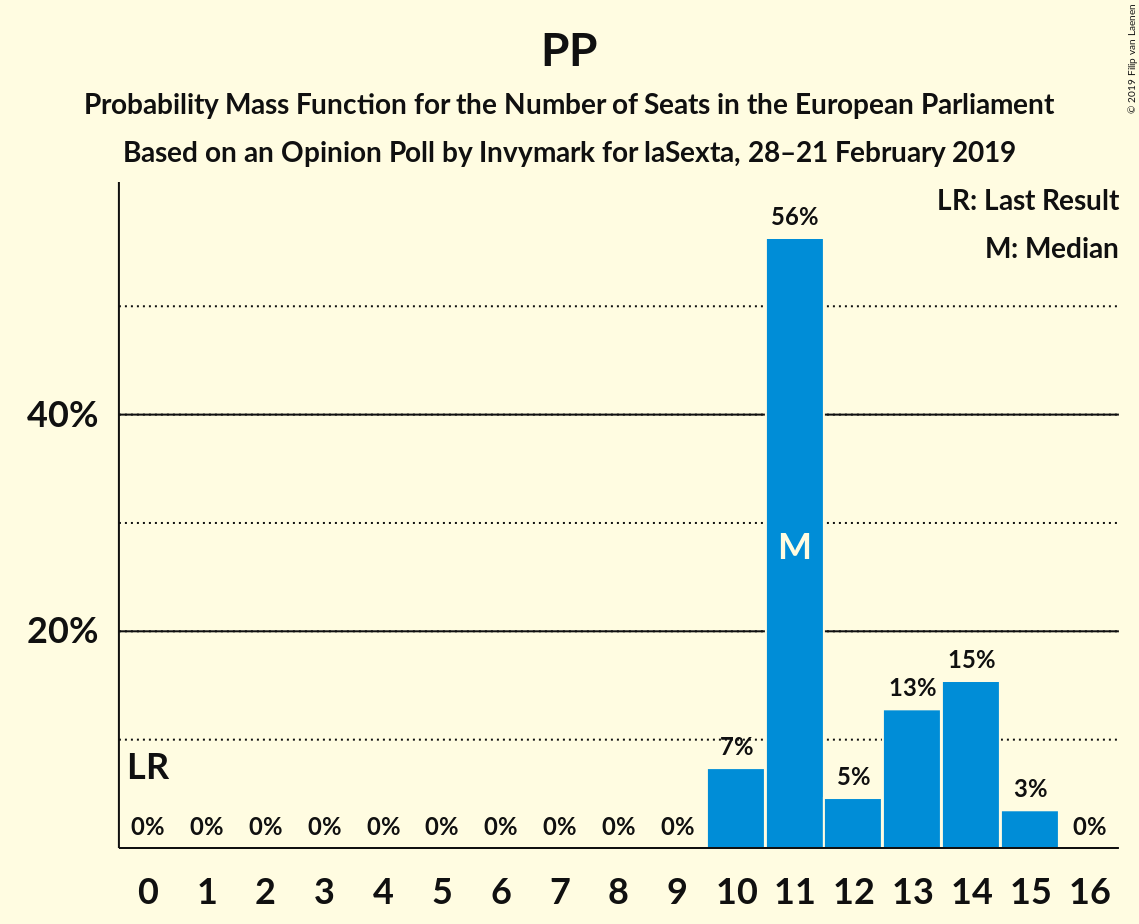 PP
Probability Mass Function for the Number of Seats in the European Parliament
Based on an Opinion Poll by Invymark for laSexta, 28–21 February 2019
© 2019 Filip van Laenen
LR: Last Result
M: Median
56%
40%
M
20%
15%
13%
7%
LR
5%
3%
0% 0% 0% 0% 0% 0% 0% 0% 0% 0% 0%
0 1 2 3 4 5 6 7 8 9 10 11 12 13 14 15 16